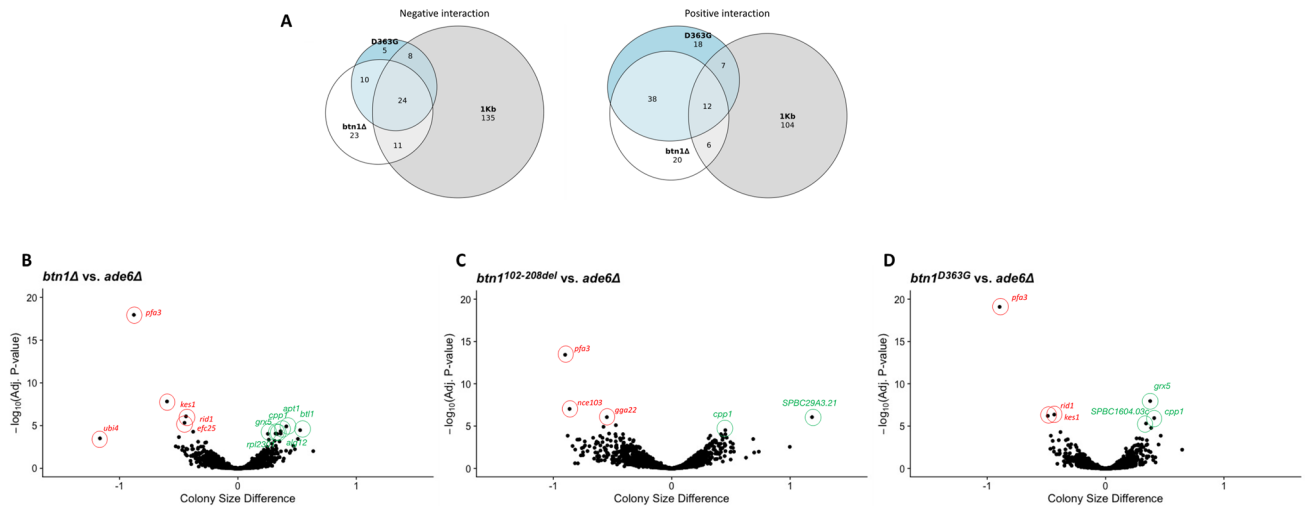 A
Negative interaction
D363G
5
8
10
24
1Kb
135
btn1Δ
23
11
Positive interaction
D363G
18
7
38
12
1Kb
104
6
btn1Δ
20
B
btn1Δ vs. ade6Δ
20
15
10
5
0
−log10(Adj. P-value)
pfa3
kes1
rid1
efc25
ubi4
apt1
cpp1
btl1
grx5
-1
0
1
Colony Size Difference
C
btn1102-208del vs. ade6Δ
20
15
10
5
0
−log10(Adj. P-value)
pfa3
nce103
gga22
cpp1
SPBC29A3.21
-1
0
1
Colony Size Difference
D
btn1D363G vs. ade6Δ
20
15
10
5
0
−log10(Adj. P-value)
pfa3
rid1
kes1
grx5
SPBC1604.03c
cpp1
-1
0
1
Colony Size Difference